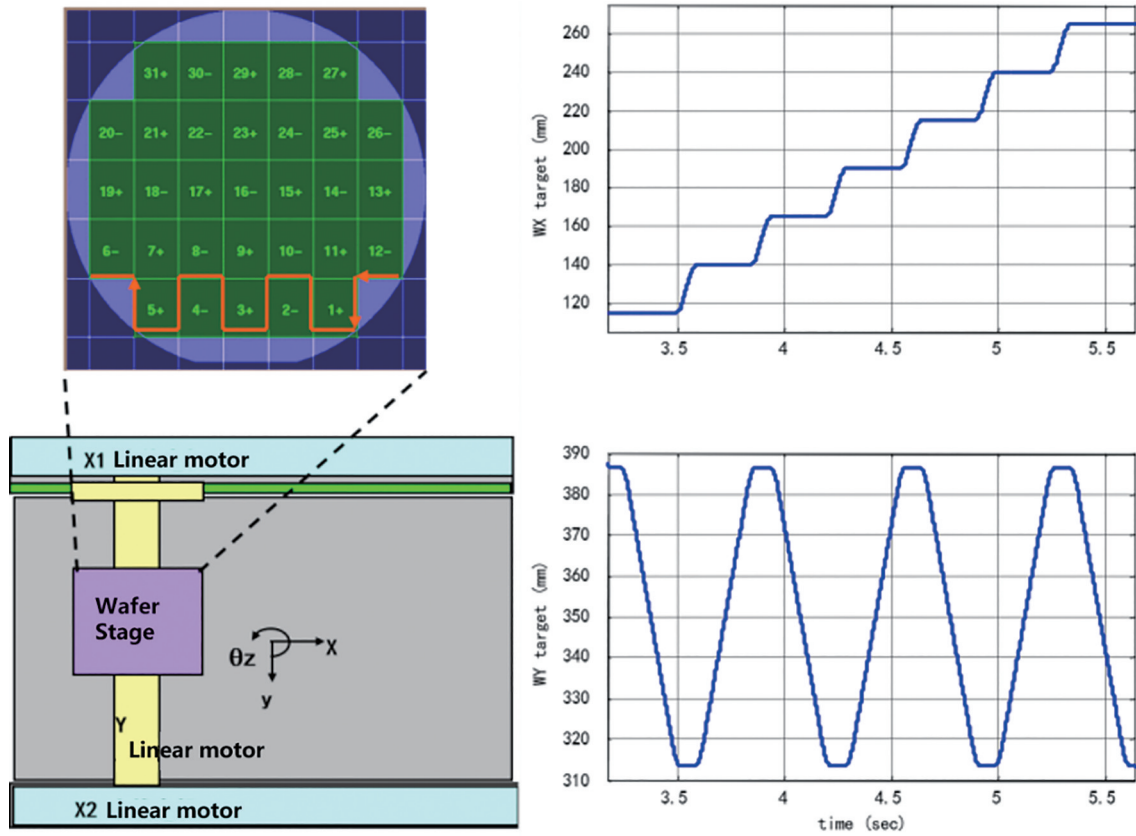 31+ 30- 29+ 28- 27+
20- 21+ 22- 23+ 24- 25+ 26-
19+ 18- 17+ 16- 15+ 14- 13+
6- 7+ 8- 9+ 10- 11+ 12-
5+ 4- 3+ 2- 1+
X1 Linear motor
Wafer
Stage
θz
X
y
Y
Linear motor
X2 Linear motor
WX target (mm)
260
240
220
200
180
160
140
120
3.5 4 4.5 5 5.5
WY target (mm)
390
380
370
360
350
340
330
320
310
3.5 4 4.5 5 5.5
time (sec)